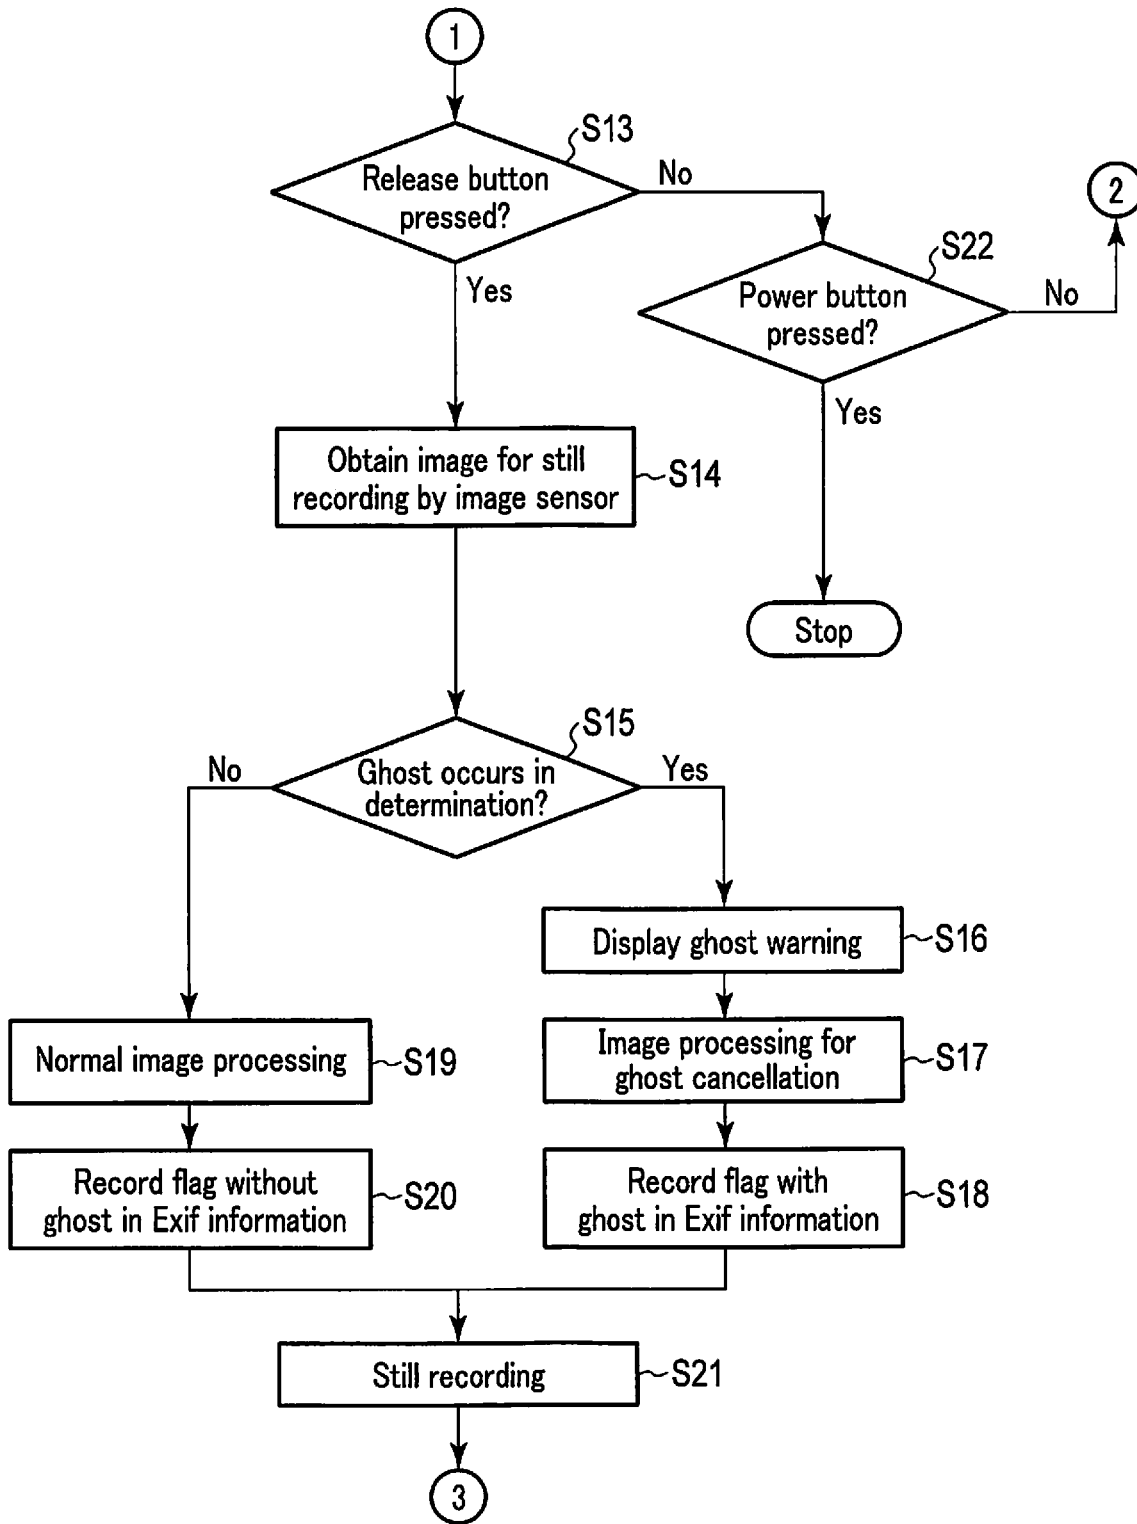 1
S13
Release button
pressed?
No
Yes
2
S22
Power button
pressed?
No
Yes
Stop
Obtain image for still
recording by image sensor
S14
S15
Ghost occurs in
determination?
No
Yes
Display ghost warning
S16
Normal image processing
S19
Image processing for
ghost cancellation
S17
Record flag without
ghost in Exif information
S20
Record flag with
ghost in Exif information
S18
Still recording
S21
3